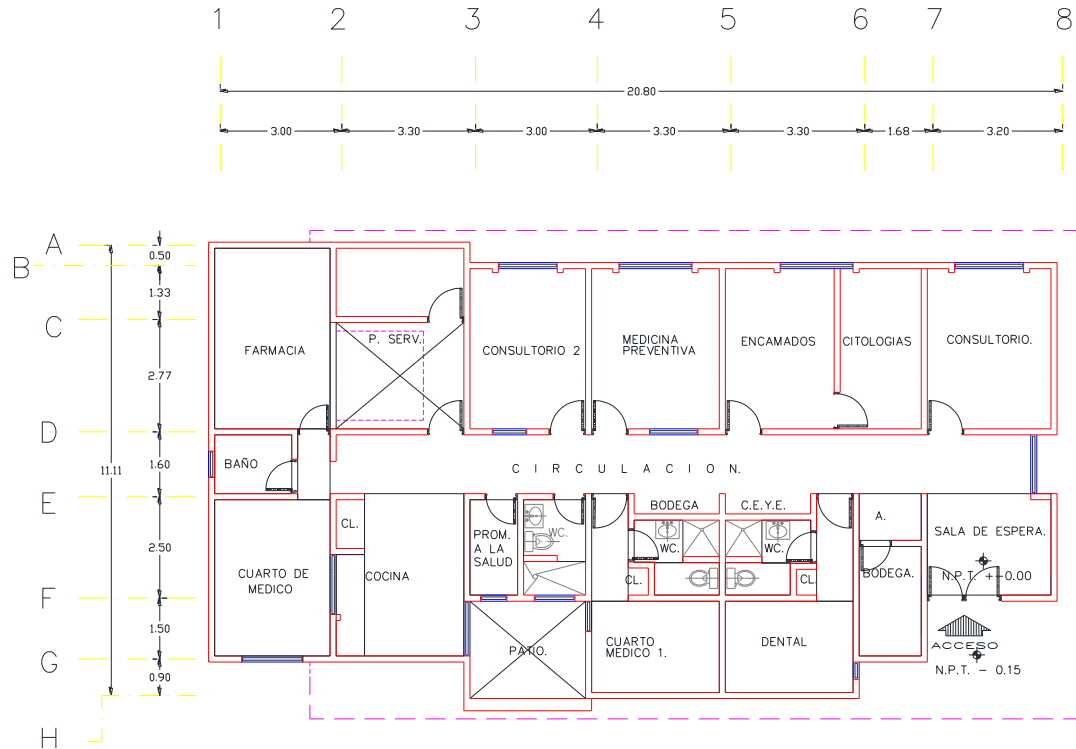 1 2 3 4 5 6 7 8
20.80
3.00 3.30 3.00 3.30 3.30 1.68 3.20
A
B
C
D
E
F
G
H
0.50
1.33
2.77
1.60
2.50
1.50
0.90
11.11
FARMACIA
P. SERV.
CONSULTORIO 2
MEDICINA
PREVENTIVA
ENCAMADOS
CITOLOGIAS
CONSULTORIO.
BAÑO
C I R C U L A C I O N.
CL.
PROM.
A LA
SALUD
WC.
BODEGA
C.E.Y.E.
WC.
WC.
A.
SALA DE ESPERA.
CUARTO DE
MEDICO
COCINA
CL.
CL.
BODEGA.
N.P.T. +-0.00
PATIO.
CUARTO
MEDICO 1.
DENTAL
ACCESO
N.P.T. - 0.15